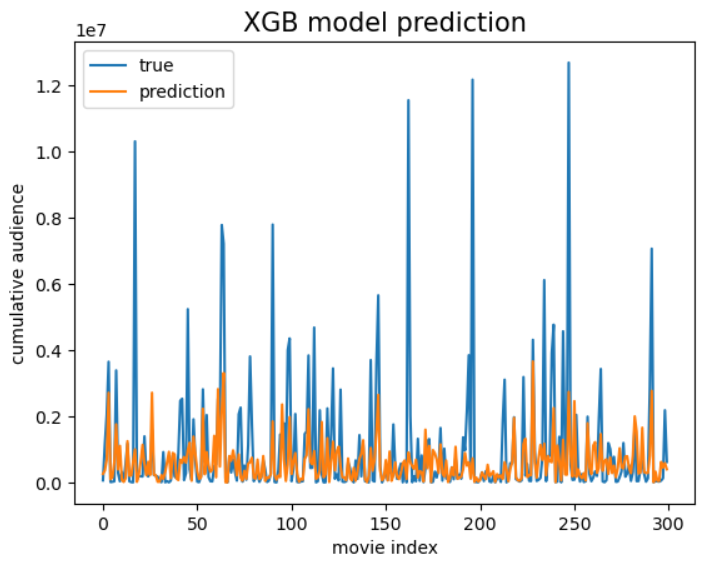 XGB model prediction
1e7
true
prediction
1.2
1.0
0.8
0.6
0.4
0.2
0.0
cumulative audience
0 50 100 150 200 250 300
movie index